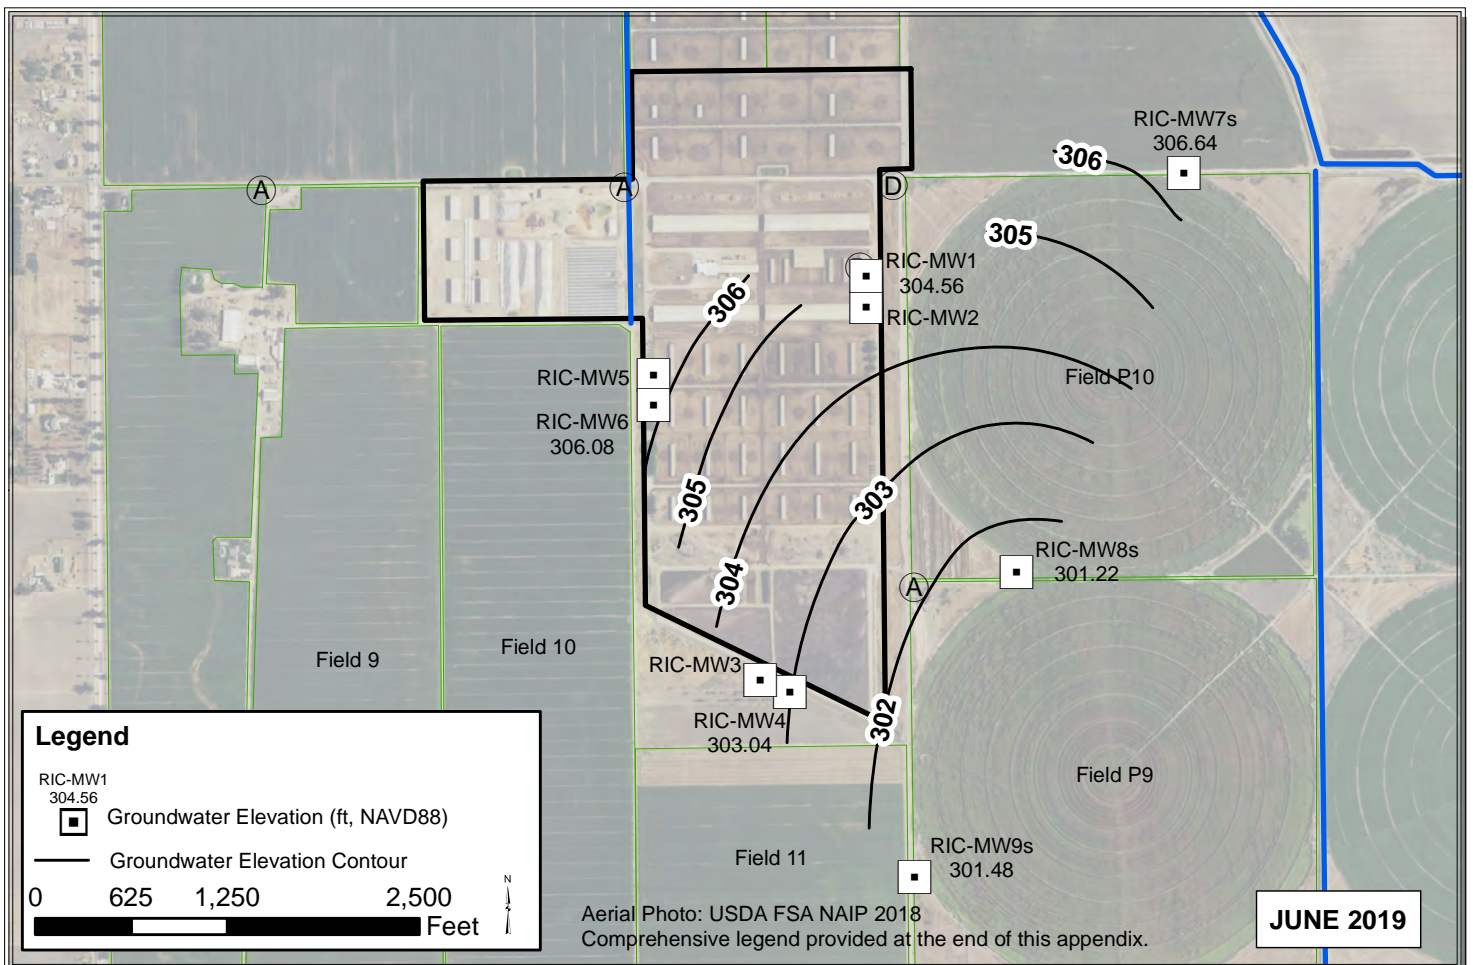 RIC-MW7s
306.64
306
A
A
D
305
RIC-MW1
304.56
306
RIC-MW2
RIC-MW5
Field P10
RIC-MW6
306.08
305
303
RIC-MW8s
301.22
304
A
Field 10
Field 9
RIC-MW3
RIC-MW4
303.04
302
Field P9
Field 11
RIC-MW9s
301.48
Legend
RIC-MW1
304.56
Groundwater Elevation (ft, NAVD88)
Groundwater Elevation Contour
0 625 1,250 2,500
Feet
N
Aerial Photo: USDA FSA NAIP 2018
Comprehensive legend provided at the end of this appendix.
JUNE 2019